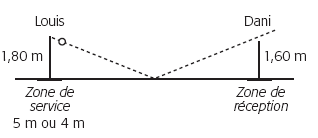 Louis
Dani
1,80 m
1,60 m
Zone de
service
5 m ou 4 m
Zone de
réception